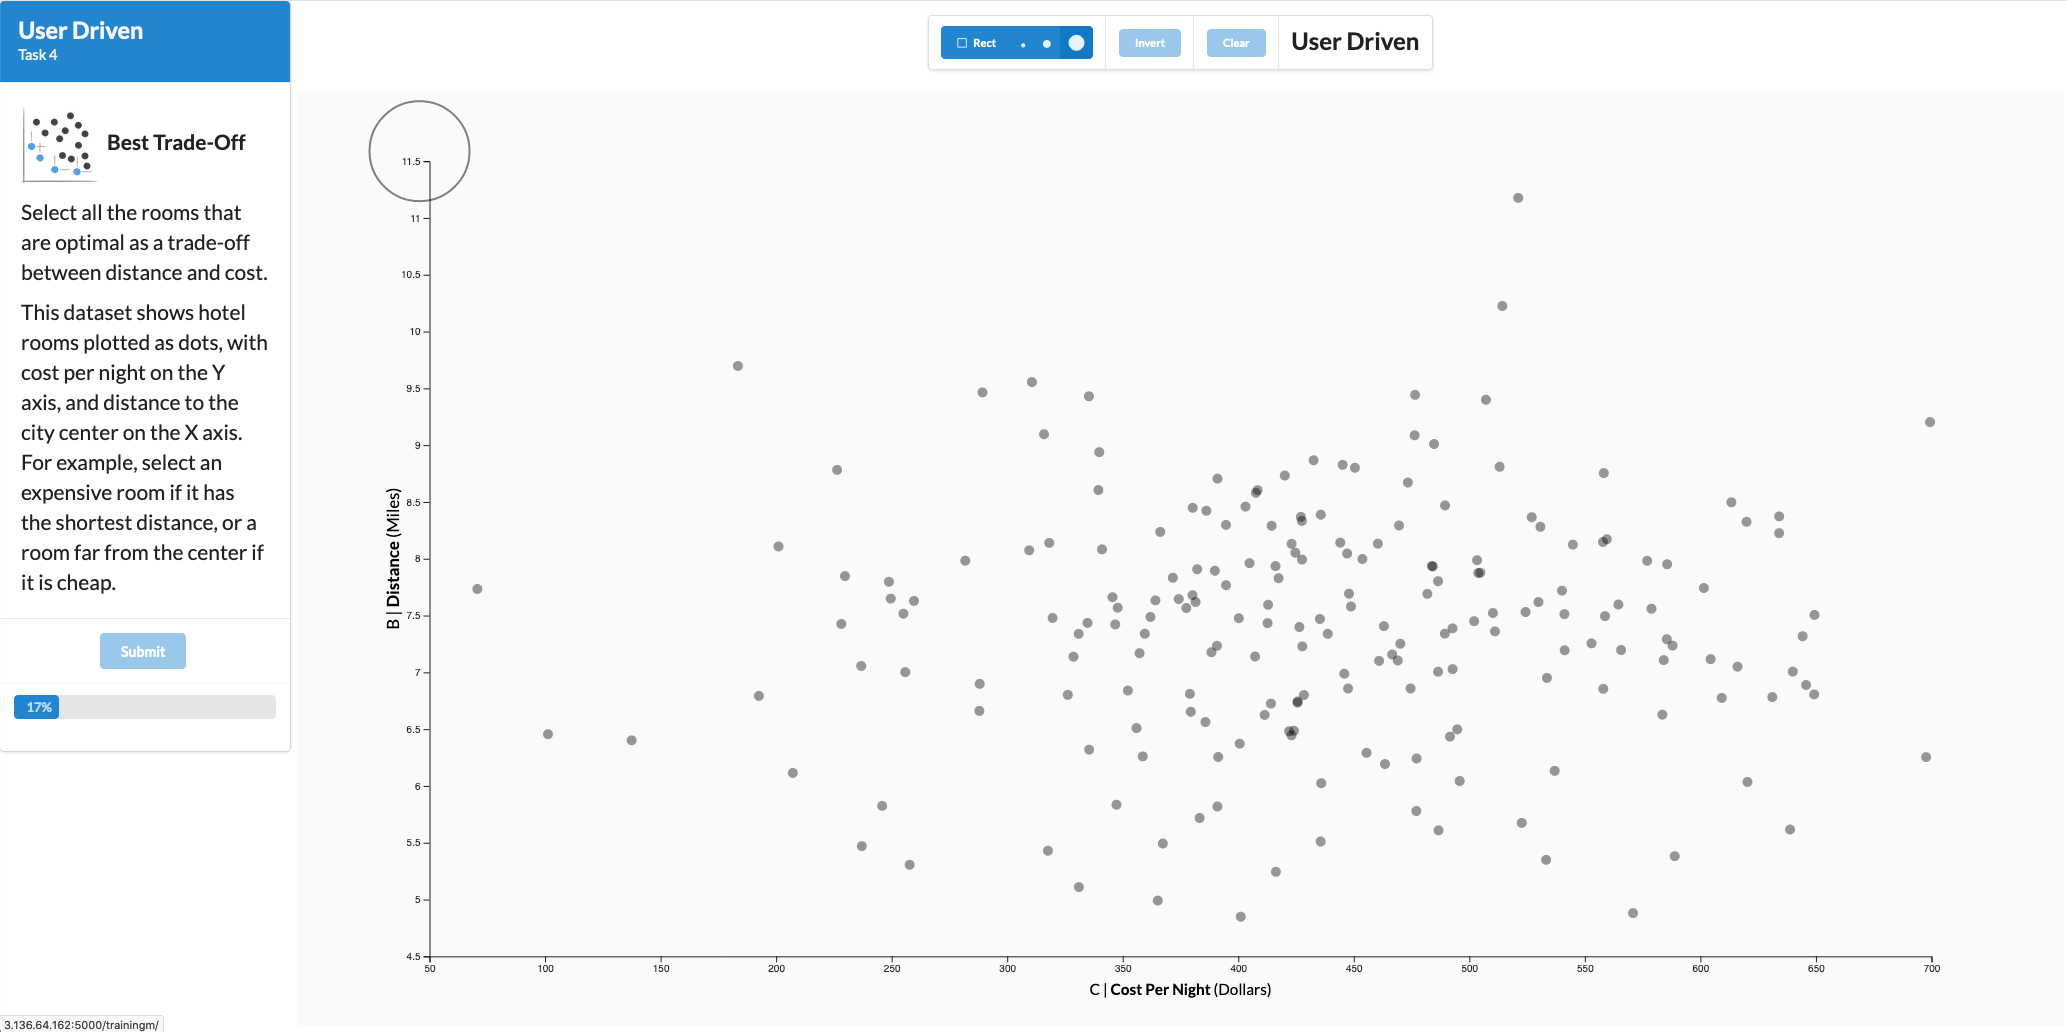 User Driven
Task 4
Best Trade-Off
Select all the rooms that
are optimal as a trade-off
between distance and cost.
This dataset shows hotel
rooms plotted as dots, with
cost per night on the Y
axis, and distance to the
city center on the X axis.
For example, select an
expensive room if it has
the shortest distance, or a
room far from the center if
it is cheap.
Submit
17%
Rect
Invert
Clear
User Driven
11.5
11
10.5
10
9.5
9
8.5
8
7.5
7
6.5
6
5.5
5
4.5
B | Distance (Miles)
50 100 150 200 250 300 350 400 450 500 550 600 650 700
C | Cost Per Night (Dollars)
3.136.64.162:5000/trainingm/